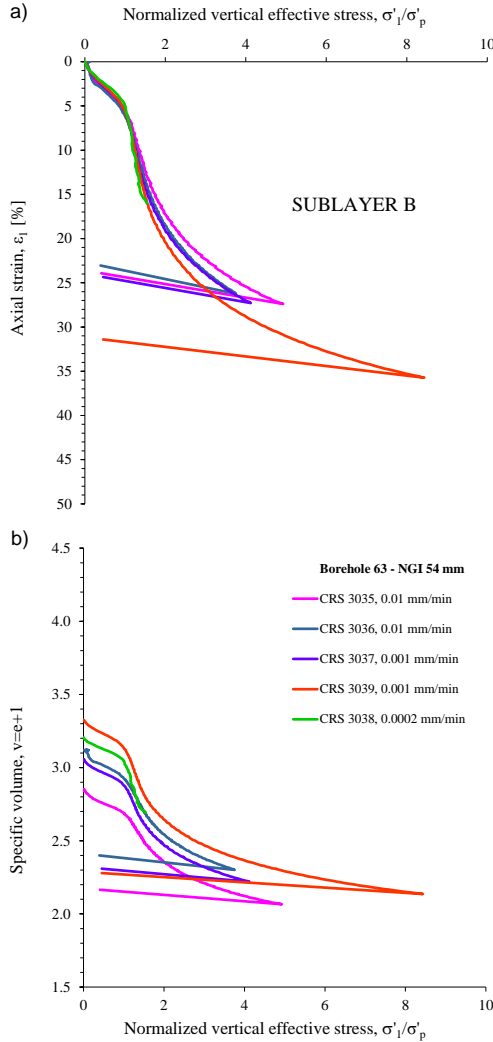 a)
Normalized vertical effective stress, σ'₁/σ'ₚ
0 2 4 6 8 10
0
5
10
15
20
25
30
35
40
45
50
Axial strain, ε₁ [%]
SUBLAYER B
b)
4.5
4.0
3.5
3.0
2.5
2.0
1.5
Specific volume, v=e+1
Borehole 63 - NGI 54 mm
CRS 3035, 0.01 mm/min
CRS 3036, 0.01 mm/min
CRS 3037, 0.001 mm/min
CRS 3039, 0.001 mm/min
CRS 3038, 0.0002 mm/min
0 2 4 6 8 10
Normalized vertical effective stress, σ'₁/σ'ₚ